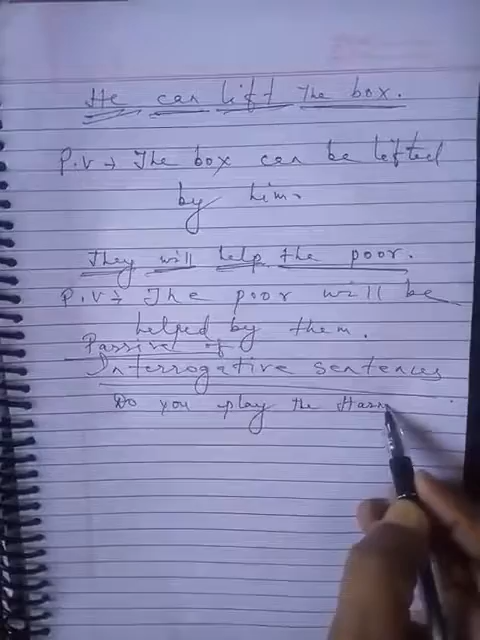 He can lift the box.
P.V → The box can be lefted
by him.
They will help the poor.
P.V → The poor will be
helped by them.
Passive of
Interrogative sentences
Do you play the Harm